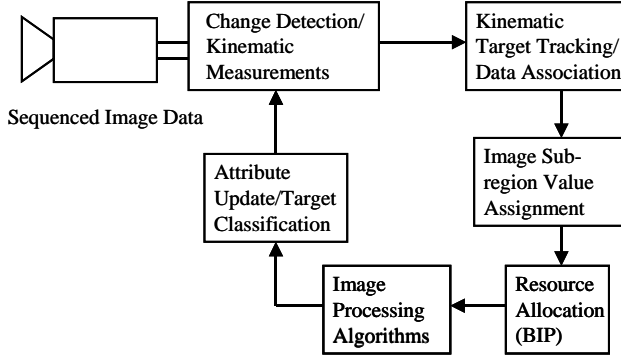 Change Detection/
Kinematic
Measurements
Kinematic
Target Tracking/
Data Association
Sequenced Image Data
Attribute
Update/Target
Classification
Image Sub-
region Value
Assignment
Image
Processing
Algorithms
Resource
Allocation
(BIP)